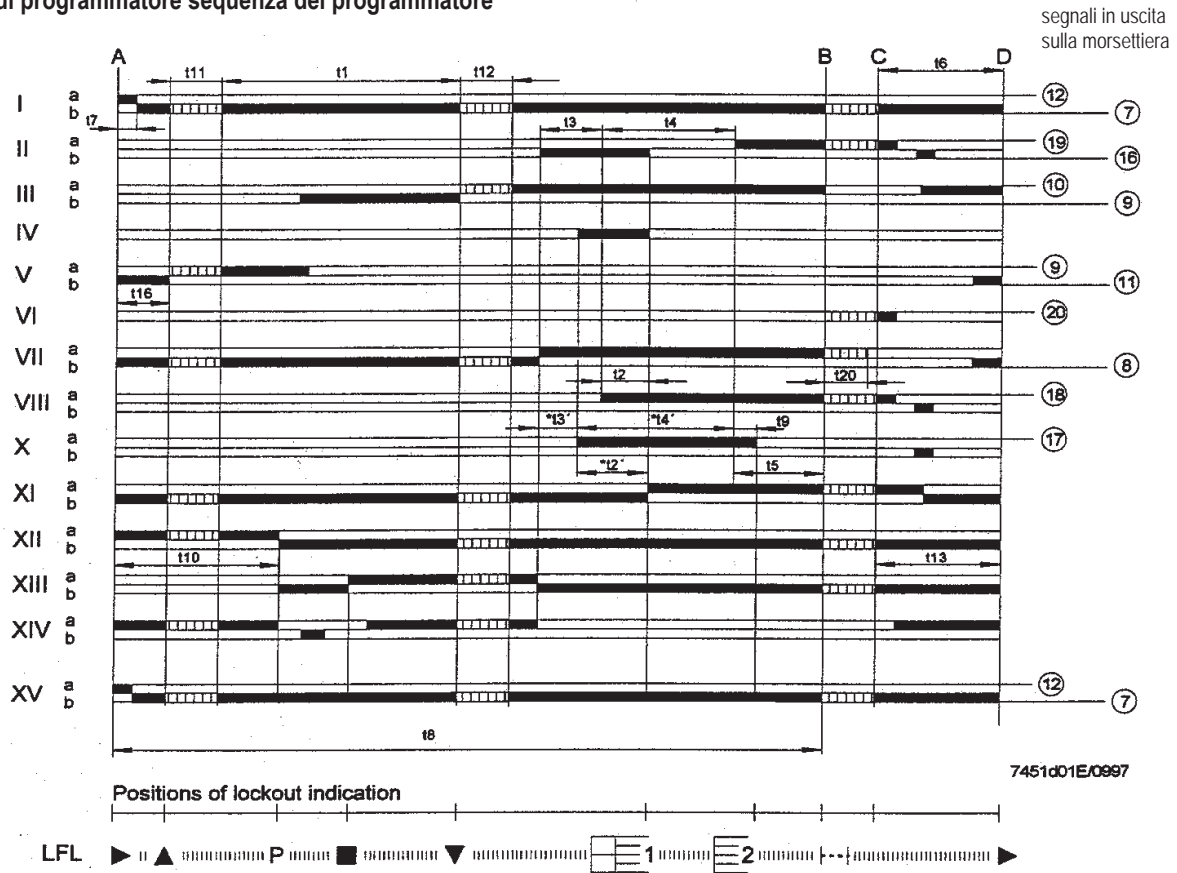 di programmatore sequenza del programmatore
segnali in uscita
sulla morsettiera
A B C D
t11 t1 t12 t6
I a b 12 7
t7 t3 t4
II a b 19 16
III a b 10 9
IV
V a b 9 11
t16
VI 20
VII a b 8
t2 t20
VIII a b 18
"t3´ "t4´ t9
X a b 17
"t2´ t5
XI a b
XII a b
t10 t13
XIII a b
XIV a b
XV a b 12 7
t8
7451d01E/0997
Positions of lockout indication
LFL P 1 2